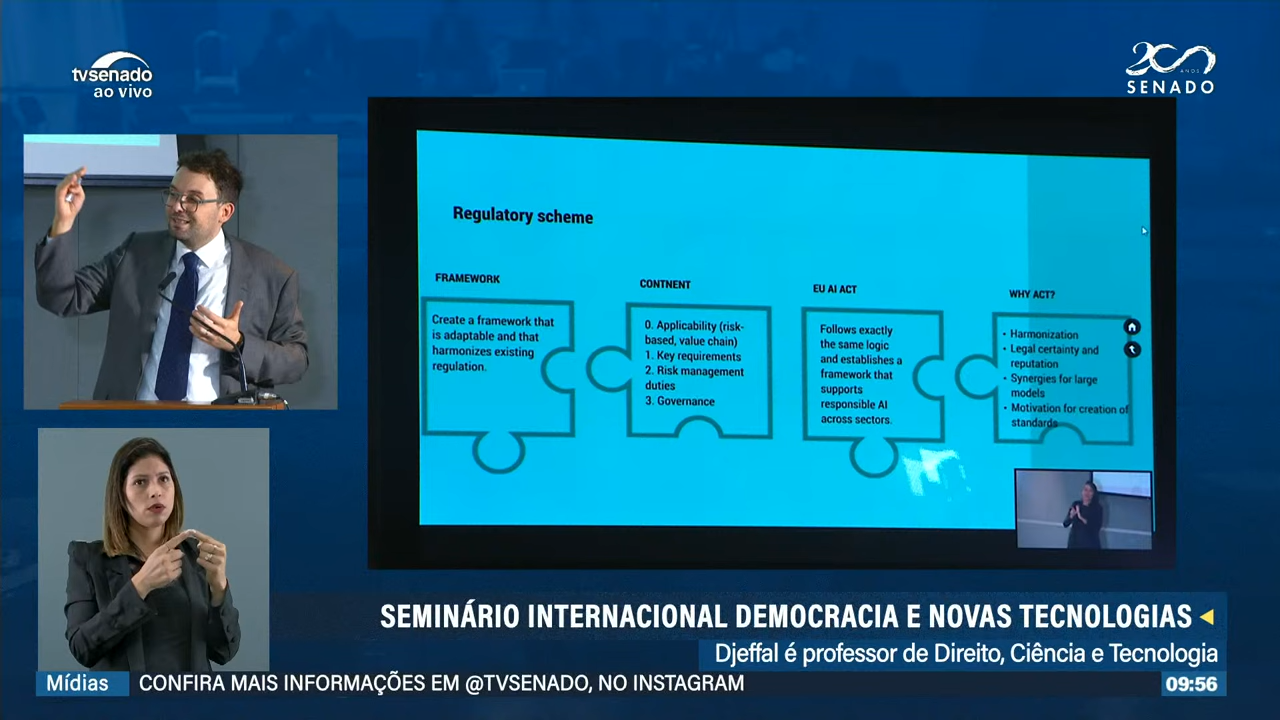 tvsenado
ao vivo
200
ANOS
SENADO
Regulatory scheme
FRAMEWORK
Create a framework that
is adaptable and that
harmonizes existing
regulation.
CONTNENT
0. Applicability (risk-
based, value chain)
1. Key requirements
2. Risk management
duties
3. Governance
EU AI ACT
Follows exactly
the same logic
and establishes a
framework that
supports
responsible AI
across sectors.
WHY ACT?
• Harmonization
• Legal certainty and
reputation
• Synergies for large
models
• Motivation for creation of
standards
SEMINÁRIO INTERNACIONAL DEMOCRACIA E NOVAS TECNOLOGIAS
Djeffal é professor de Direito, Ciência e Tecnologia
Mídias CONFIRA MAIS INFORMAÇÕES EM @TVSENADO, NO INSTAGRAM 09:56